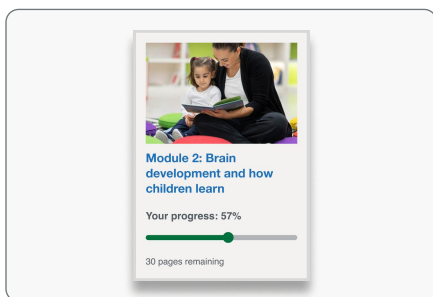 Module 2: Brain
development and how
children learn
Your progress: 57%
30 pages remaining